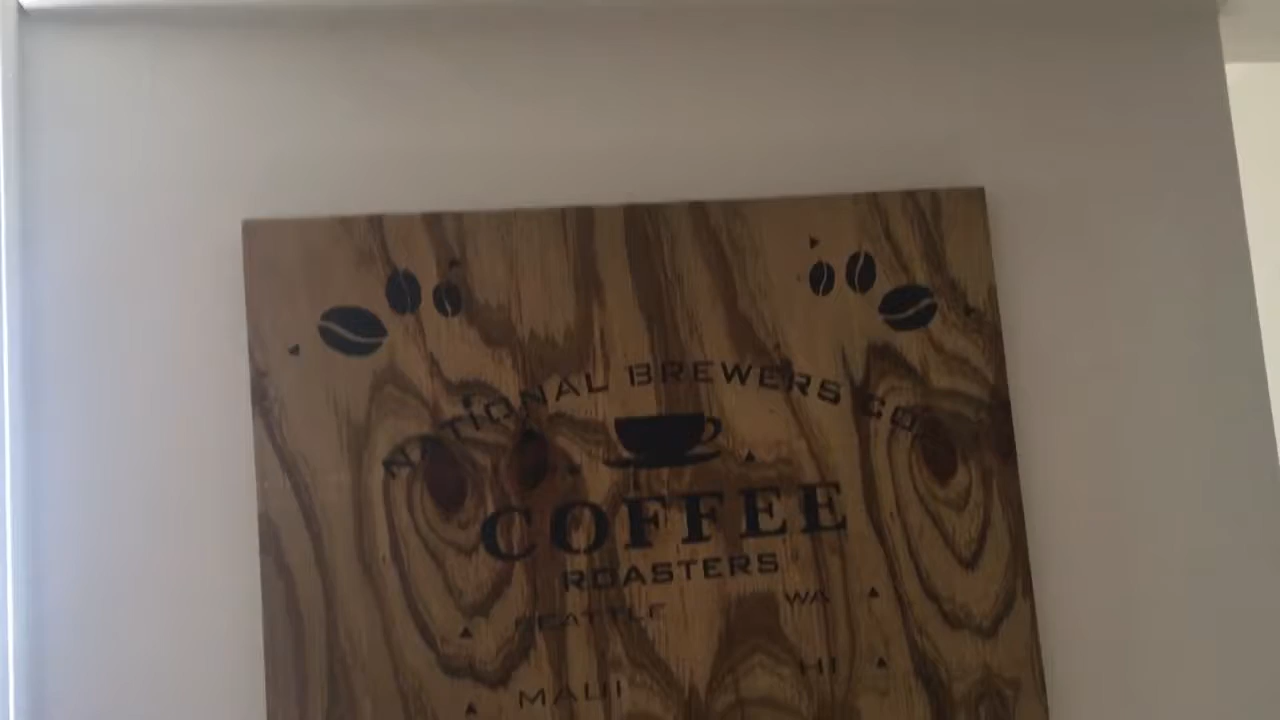 NATIONAL BREWERS CO
COFFEE
ROASTERS
SEATTLE WA
MAUI HI